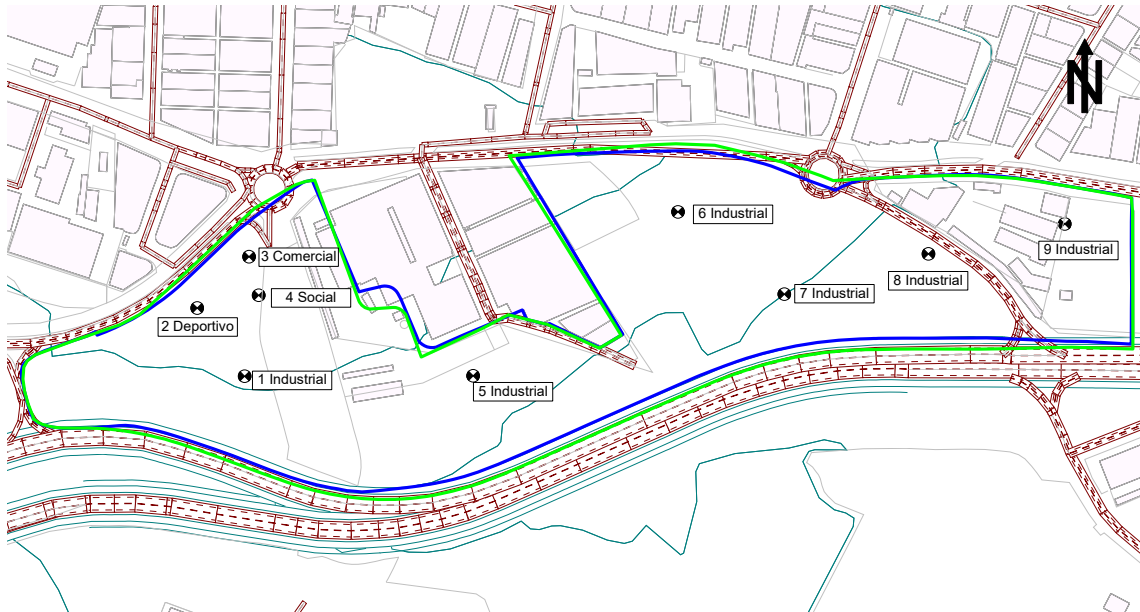 N
6 Industrial
9 Industrial
3 Comercial
8 Industrial
4 Social
7 Industrial
2 Deportivo
1 Industrial
5 Industrial